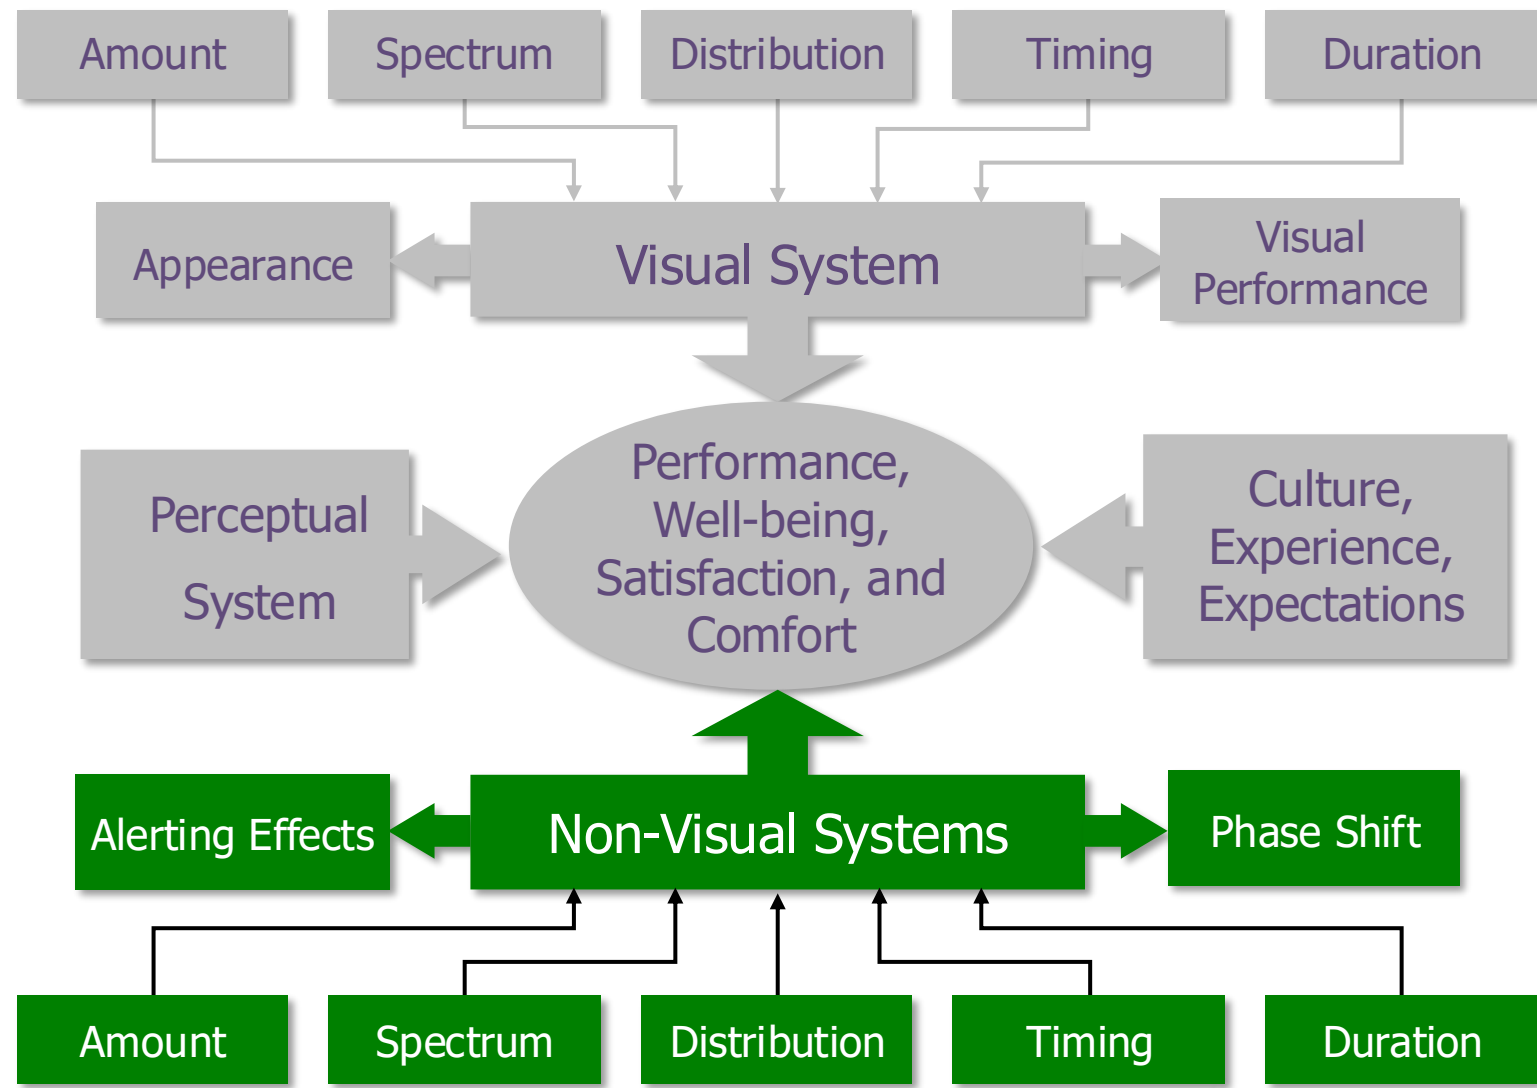 Amount
Spectrum
Distribution
Timing
Duration
Appearance
Visual System
Visual
Performance
Perceptual
System
Performance,
Well-being,
Satisfaction, and
Comfort
Culture,
Experience,
Expectations
Alerting Effects
Non-Visual Systems
Phase Shift
Amount
Spectrum
Distribution
Timing
Duration